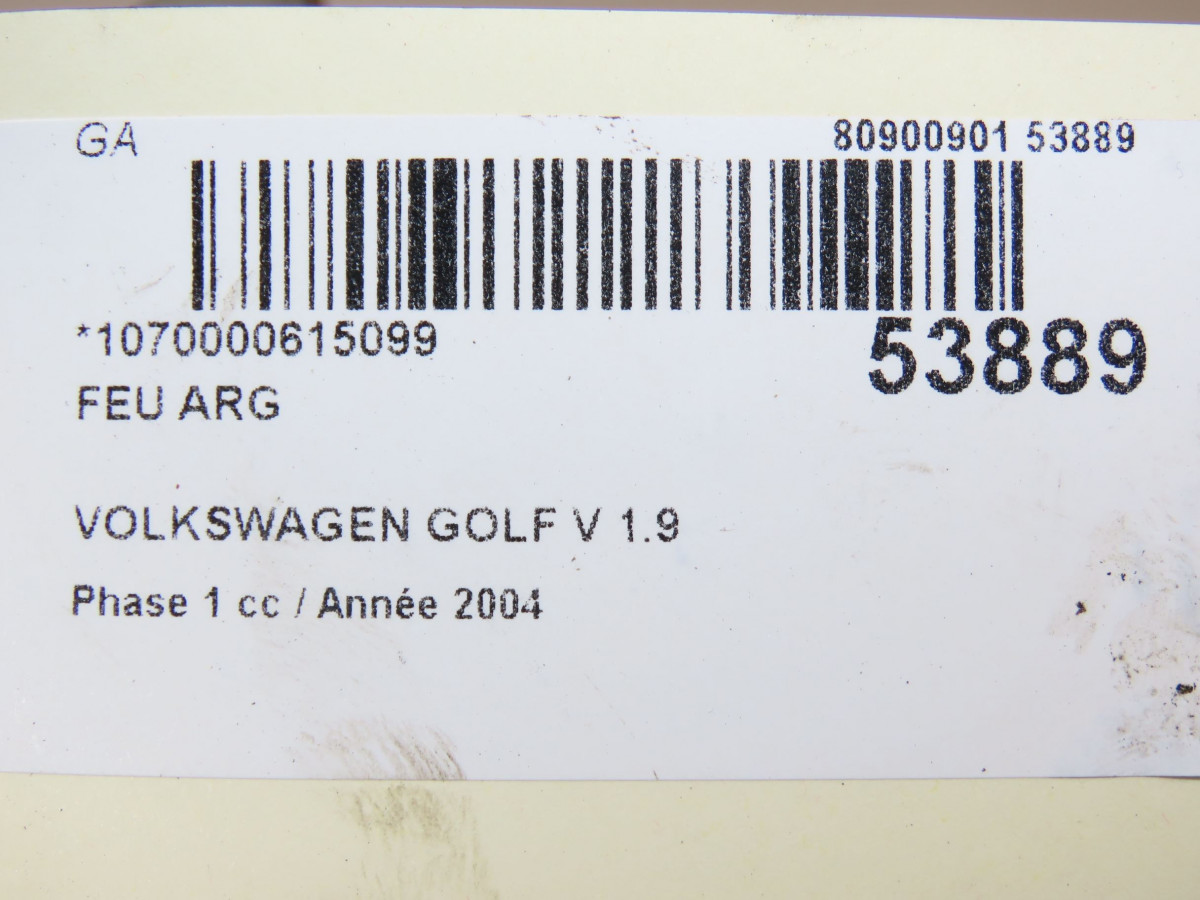 GA
80900901 53889
*1070000615099
53889
FEU ARG
VOLKSWAGEN GOLF V 1.9
Phase 1 cc / Année 2004